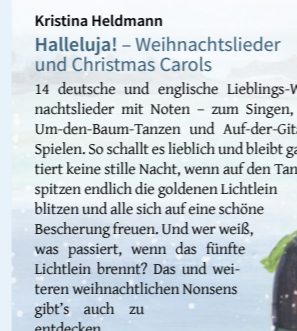 Kristina Heldmann
Halleluja! – Weihnachtslieder
und Christmas Carols
14 deutsche und englische Lieblings-W
nachtslieder mit Noten – zum Singen,
Um-den-Baum-Tanzen und Auf-der-Git
Spielen. So schallt es lieblich und bleibt ga
tiert keine stille Nacht, wenn auf den Tan
spitzen endlich die goldenen Lichtlein
blitzen und alle sich auf eine schöne
Bescherung freuen. Und wer weiß,
was passiert, wenn das fünfte
Lichtlein brennt? Das und wei-
teren weihnachtlichen Nonsens
gibt’s auch zu
entdecken